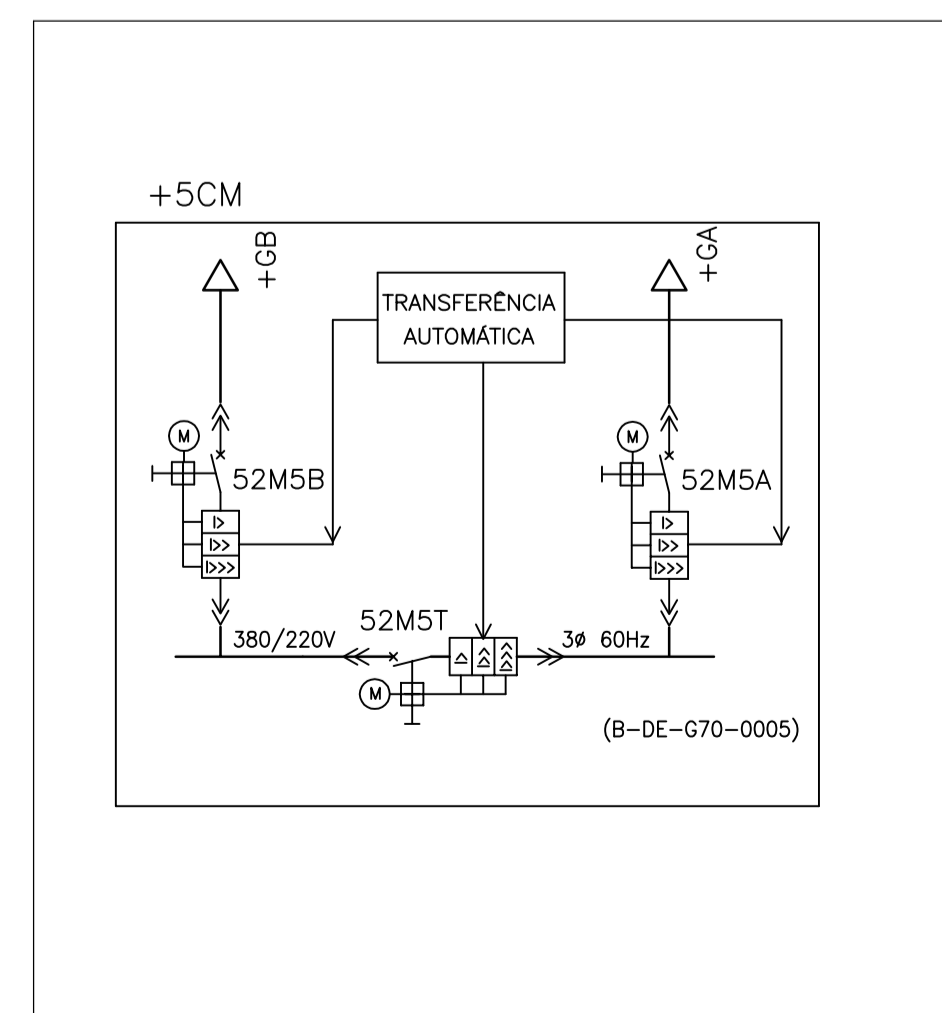 +5CM
+GB
+GA
TRANSFERÊNCIA
AUTOMÁTICA
M
52M5B
I>
I>>
I>>>
M
52M5A
I>
I>>
I>>>
52M5T
380/220V
3ø 60Hz
I>
I>>
I>>>
M
(B-DE-G70-0005)